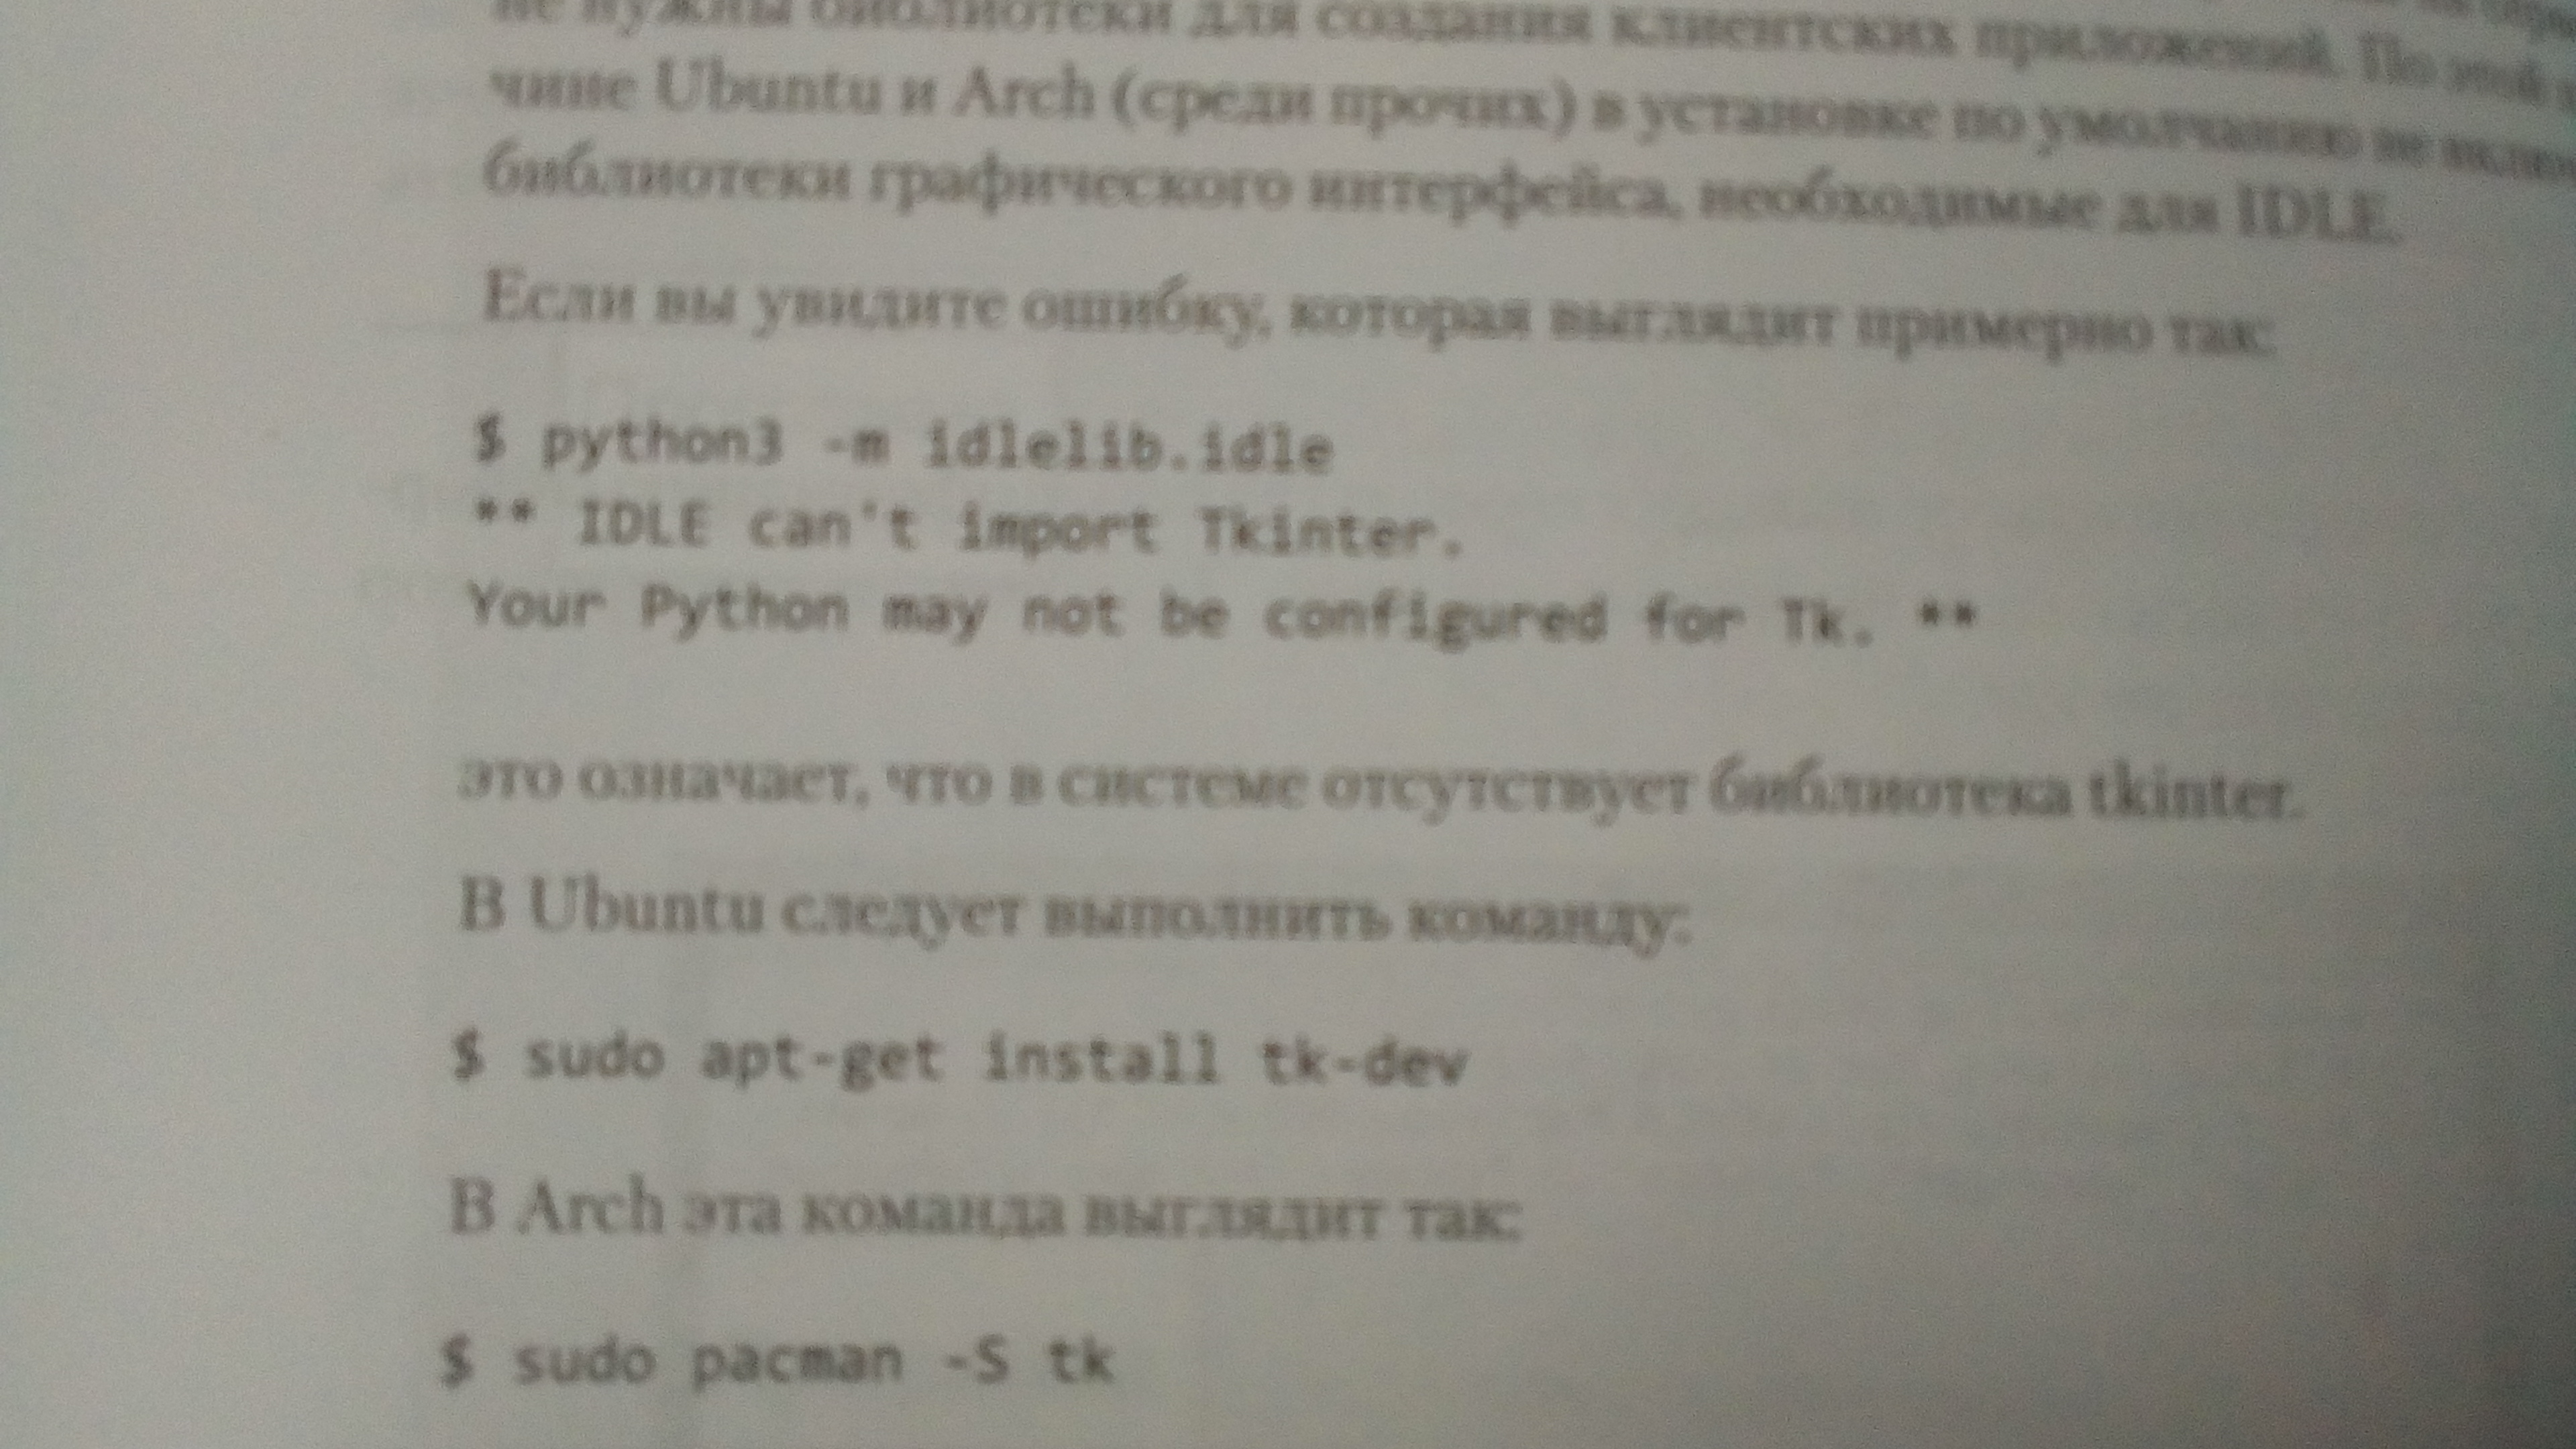 не нужны библиотеки для создания клиентских приложений. По этой
чине Ubuntu и Arch (среди прочих) в установке по умолчанию не
библиотеки графического интерфейса, необходимые для IDLE.
Если вы увидите ошибку, которая выглядит примерно так:
$ python3 -m idlelib.idle
** IDLE can't import Tkinter.
Your Python may not be configured for Tk. **
это означает, что в системе отсутствует библиотека tkinter.
В Ubuntu следует выполнить команду:
$ sudo apt-get install tk-dev
В Arch эта команда выглядит так:
$ sudo pacman -S tk